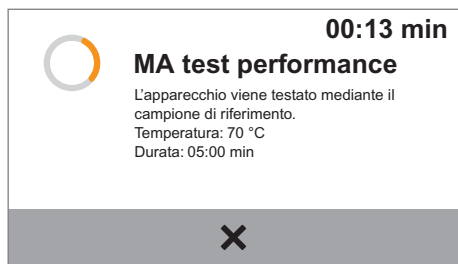 00:13 min
MA test performance
L'apparecchio viene testato mediante il
campione di riferimento.
Temperatura: 70 °C
Durata: 05:00 min